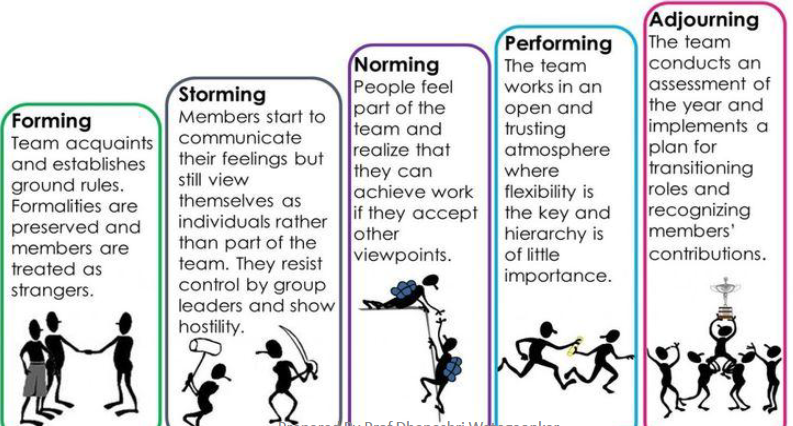 Forming
Team acquaints
and establishes
ground rules.
Formalities are
preserved and
members are
treated as
strangers.
Storming
Members start to
communicate
their feelings but
still view
themselves as
individuals rather
than part of the
team. They resist
control by group
leaders and show
hostility.
Norming
People feel
part of the
team and
realize that
they can
achieve work
if they accept
other
viewpoints.
Performing
The team
works in an
open and
trusting
atmosphere
where
flexibility is
the key and
hierarchy is
of little
importance.
Adjourning
The team
conducts an
assessment of
the year and
implements a
plan for
transitioning
roles and
recognizing
members'
contributions.
Prepared By Prof Dhanashri